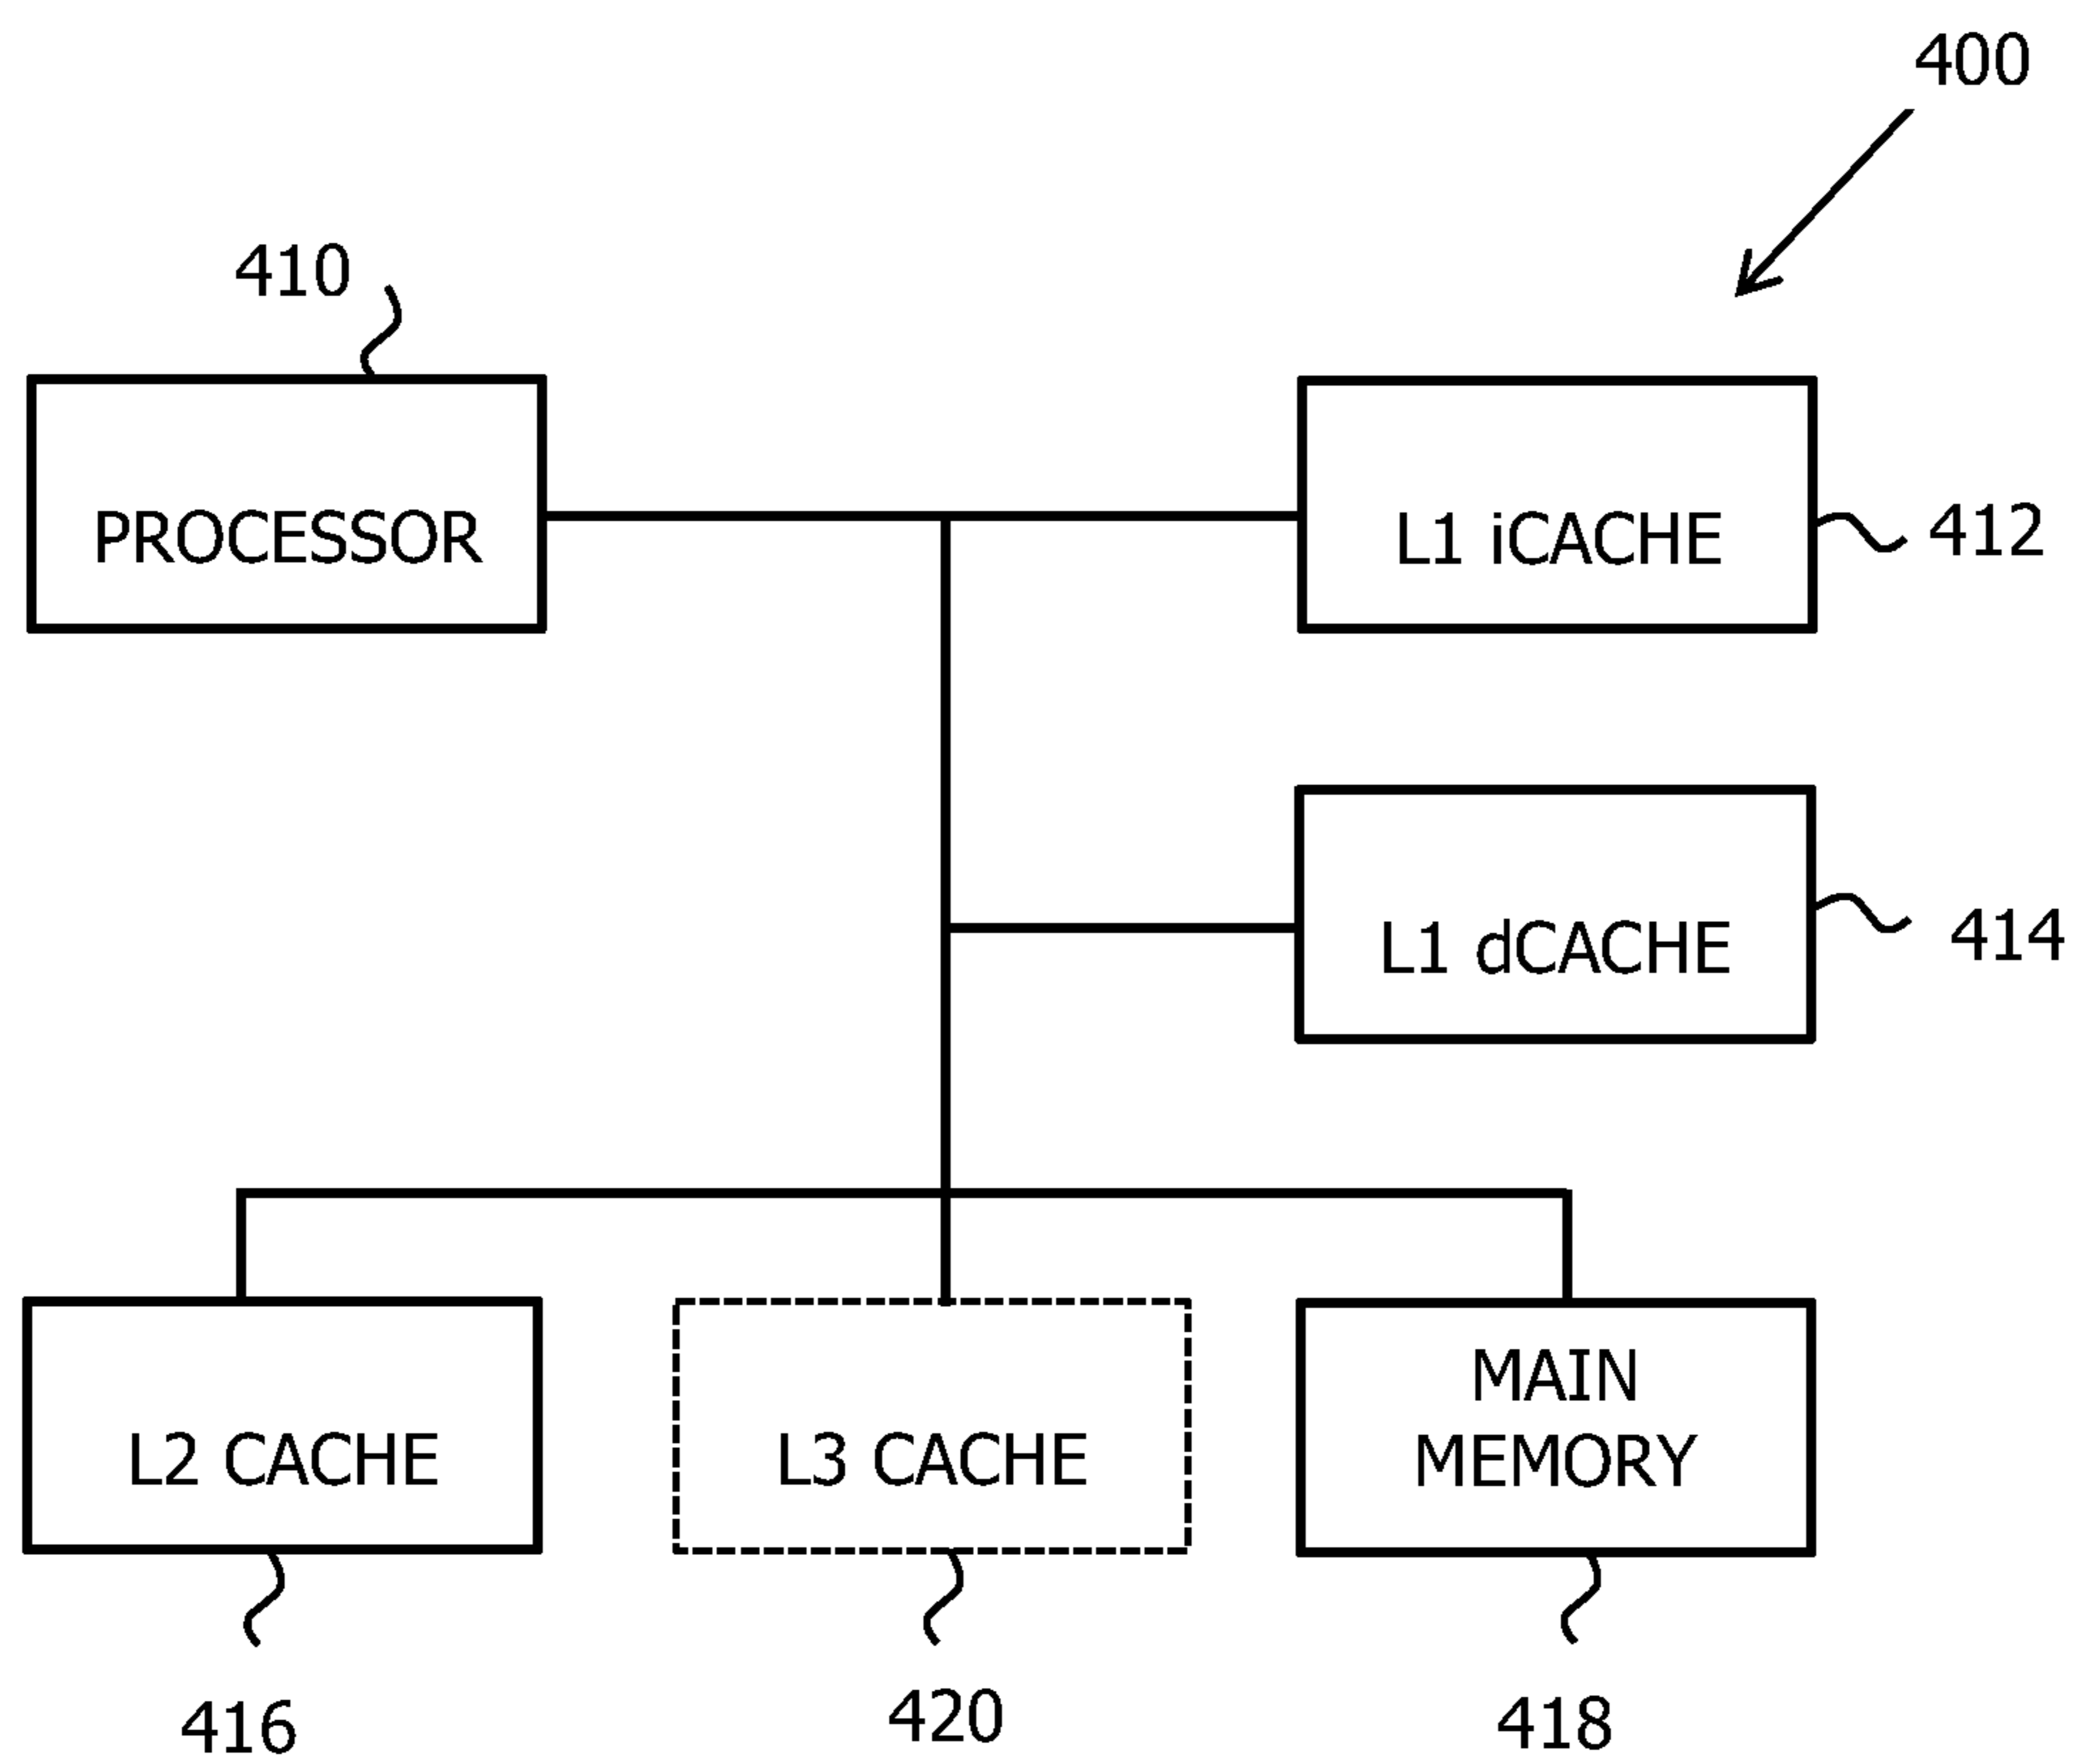 400
410
PROCESSOR
L1 iCACHE
412
L1 dCACHE
414
L2 CACHE
L3 CACHE
MAIN
MEMORY
416
420
418